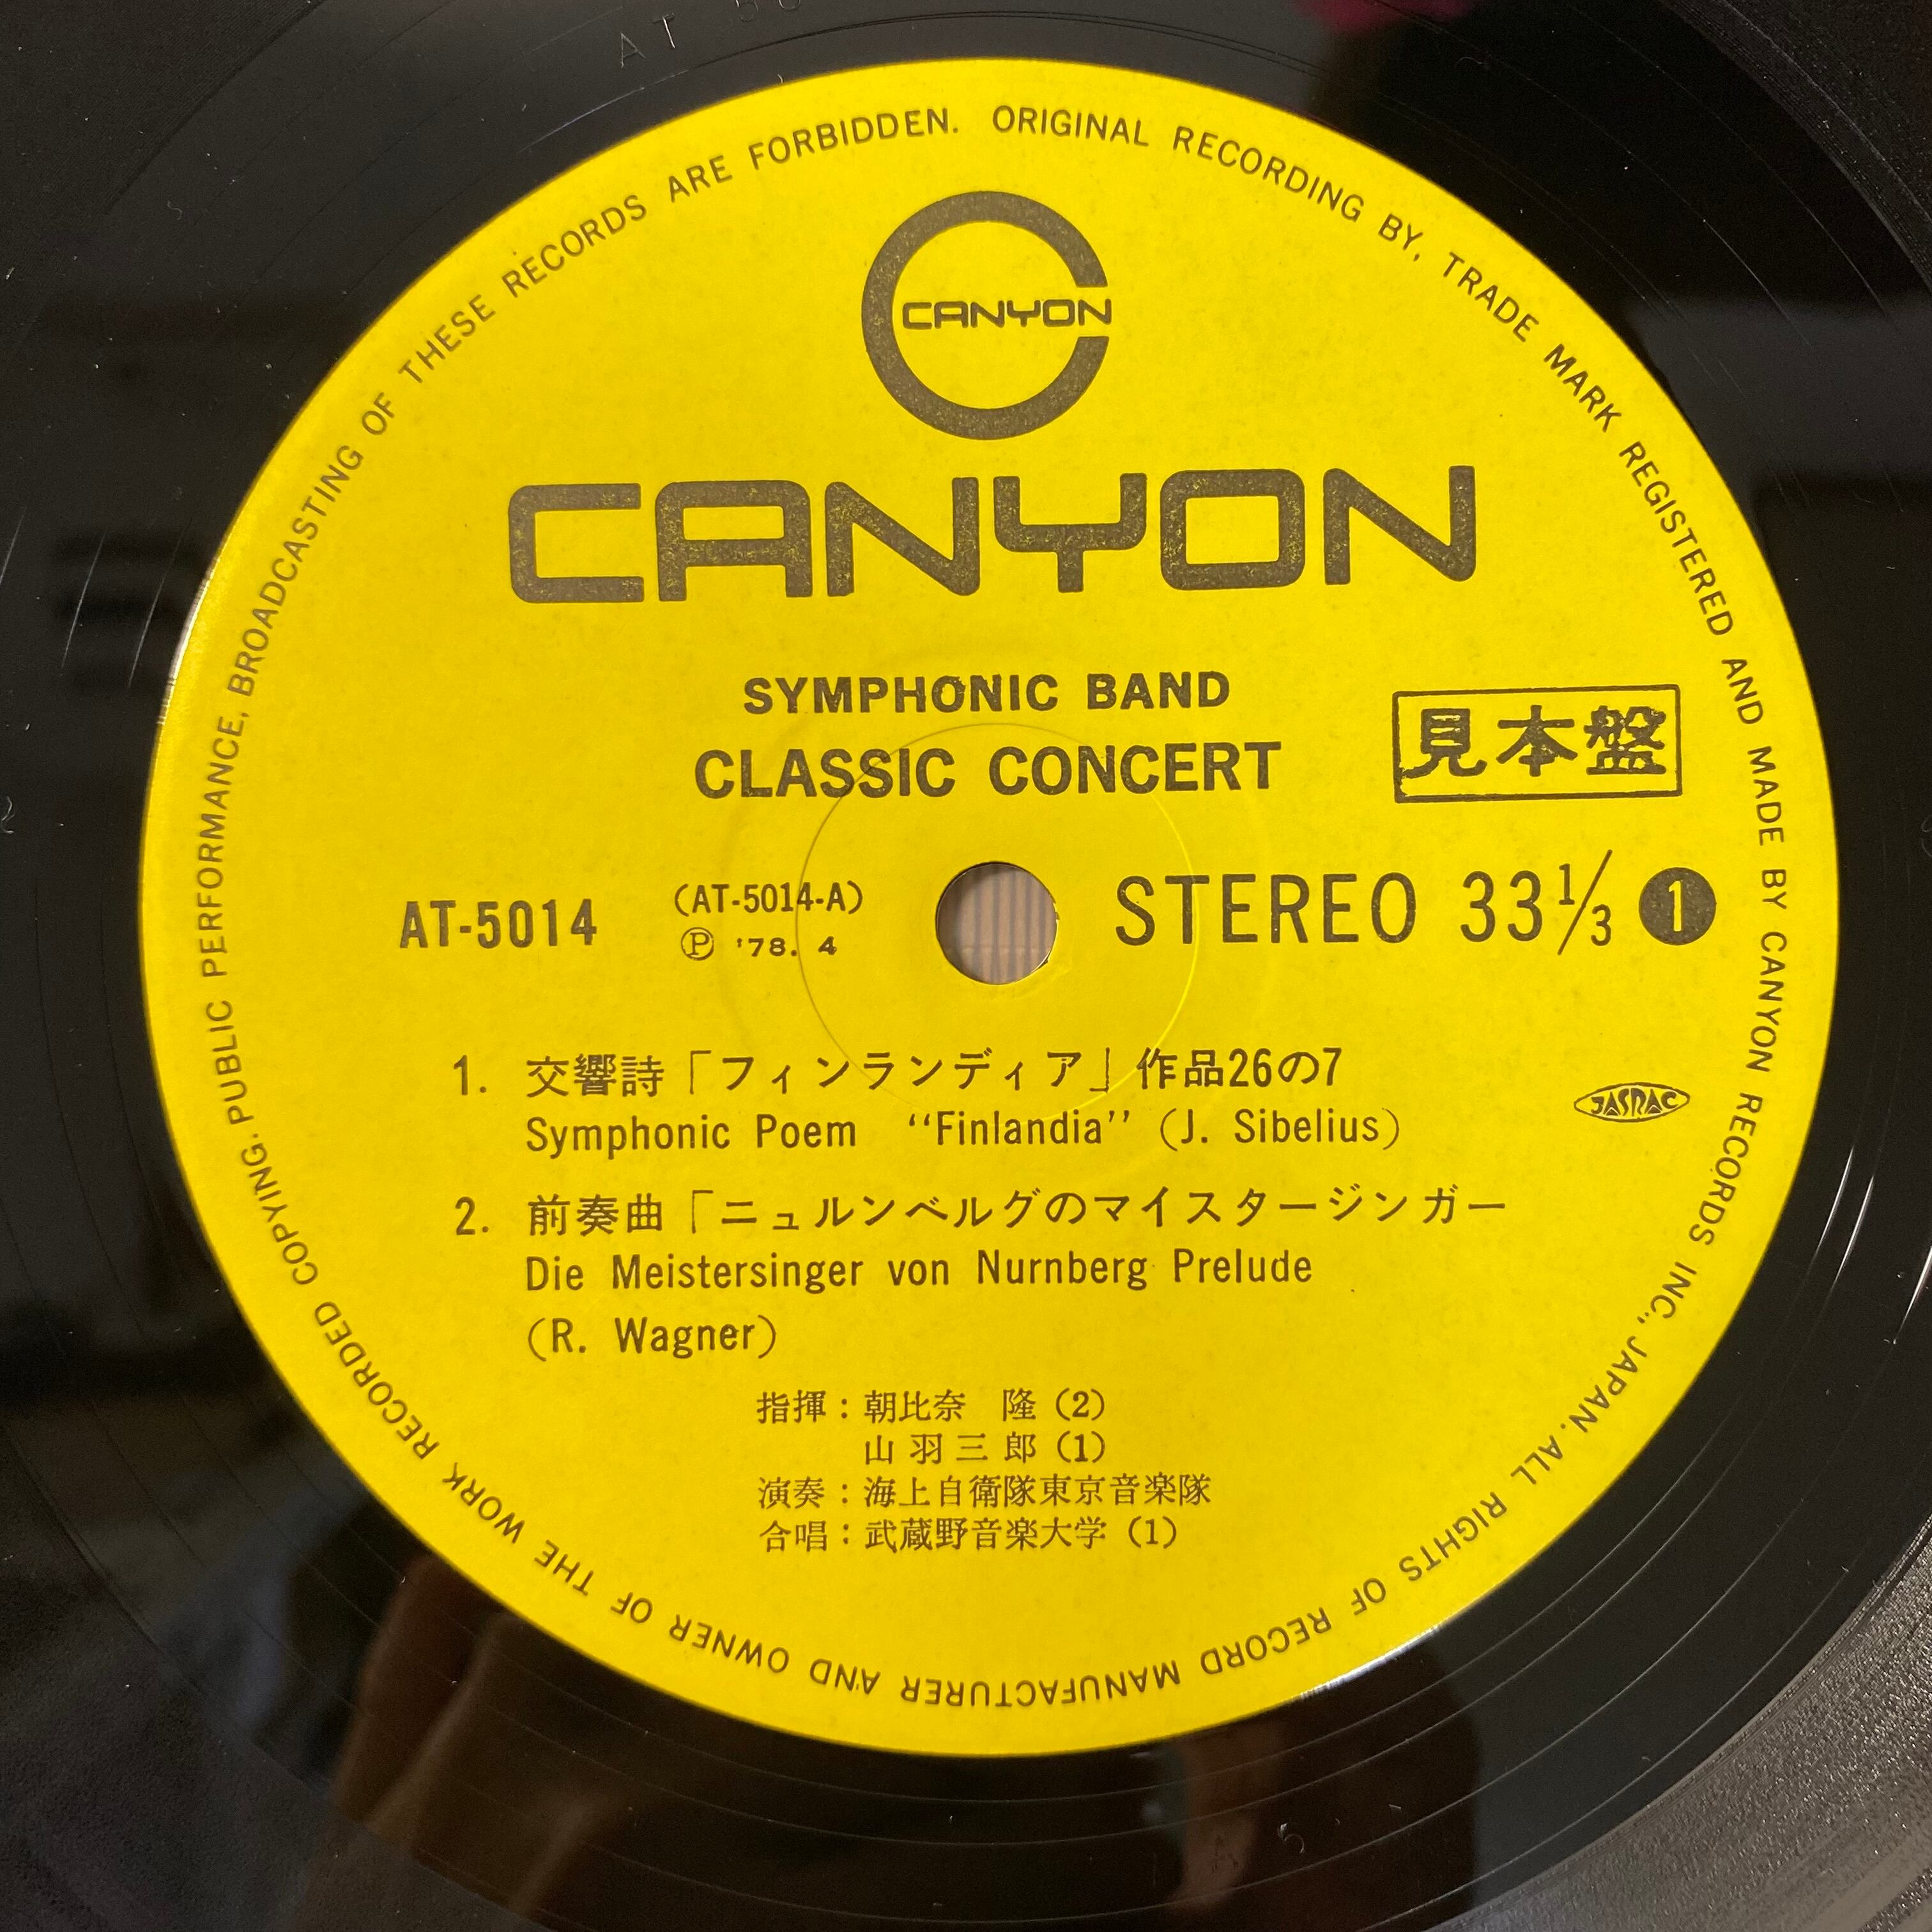 AT 50
ORIGINAL RECORDING BY, TRADE MARK REGISTERED AND MADE BY CANYON RECORDS INC., JAPAN. ALL RIGHTS OF RECORD MANUFACTURER AND OWNER OF THE WORK RECORDED COPYING. PUBLIC PERFORMANCE, BROADCASTING OF THESE RECORDS ARE FORBIDDEN.
CANYON
CANYON
SYMPHONIC BAND
CLASSIC CONCERT
見本盤
AT-5014 (AT-5014-A) STEREO 33 1/3 1
Ⓟ '78. 4
1. 交響詩「フィンランディア」作品26の7
Symphonic Poem “Finlandia” (J. Sibelius)
JASRAC
2. 前奏曲「ニュルンベルグのマイスタージンガー
Die Meistersinger von Nurnberg Prelude
(R. Wagner)
指揮：朝比奈 隆（2）
山羽三郎（1）
演奏：海上自衛隊東京音楽隊
合唱：武蔵野音楽大学（1）